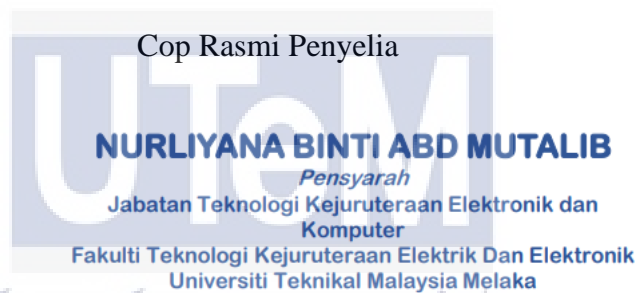 Cop Rasmi Penyelia
UTeM
NURLIYANA BINTI ABD MUTALIB
Pensyarah
Jabatan Teknologi Kejuruteraan Elektronik dan
Komputer
Fakulti Teknologi Kejuruteraan Elektrik Dan Elektronik
Universiti Teknikal Malaysia Melaka